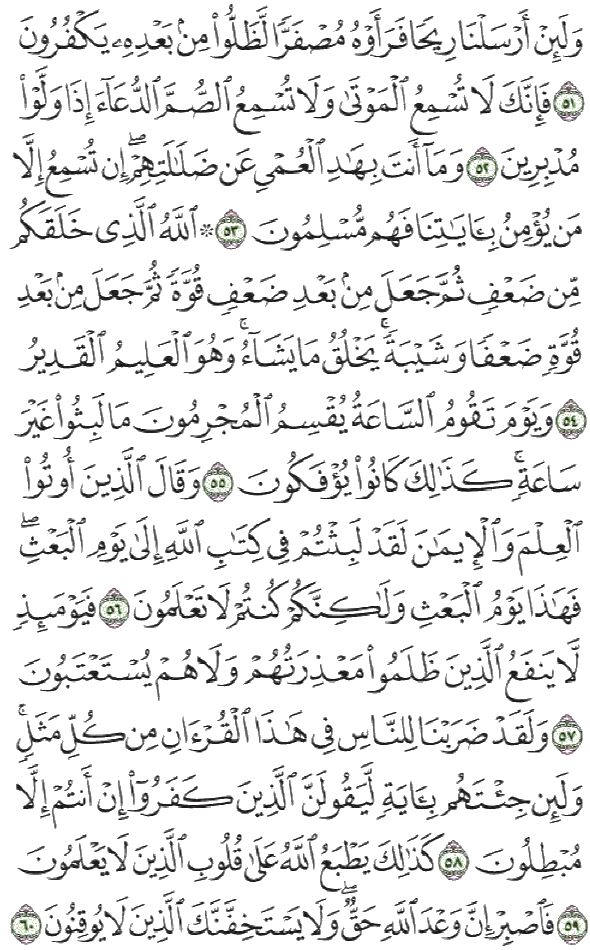 وَلَئِنْ أَرْسَلْنَا رِيحًا فَرَأَوْهُ مُصْفَرًّا لَّظَلُّوا۟ مِنۢ بَعْدِهِۦ يَكْفُرُونَ
٥١ فَإِنَّكَ لَا تُسْمِعُ ٱلْمَوْتَىٰ وَلَا تُسْمِعُ ٱلصُّمَّ ٱلدُّعَآءَ إِذَا وَلَّوْا۟
مُدْبِرِينَ ٥٢ وَمَآ أَنتَ بِهَٰدِ ٱلْعُمْىِ عَن ضَلَٰلَتِهِمْ ۖ إِن تُسْمِعُ إِلَّا
مَن يُؤْمِنُ بِـَٔايَٰتِنَا فَهُم مُّسْلِمُونَ ٥٣ ۞ ٱللَّهُ ٱلَّذِى خَلَقَكُم
مِّن ضَعْفٍ ثُمَّ جَعَلَ مِنۢ بَعْدِ ضَعْفٍ قُوَّةً ثُمَّ جَعَلَ مِنۢ بَعْدِ
قُوَّةٍ ضَعْفًا وَشَيْبَةً ۚ يَخْلُقُ مَا يَشَآءُ ۚ وَهُوَ ٱلْعَلِيمُ ٱلْقَدِيرُ
٥٤ وَيَوْمَ تَقُومُ ٱلسَّاعَةُ يُقْسِمُ ٱلْمُجْرِمُونَ مَا لَبِثُوا۟ غَيْرَ
سَاعَةٍ ۚ كَذَٰلِكَ كَانُوا۟ يُؤْفَكُونَ ٥٥ وَقَالَ ٱلَّذِينَ أُوتُوا۟
ٱلْعِلْمَ وَٱلْإِيمَٰنَ لَقَدْ لَبِثْتُمْ فِى كِتَٰبِ ٱللَّهِ إِلَىٰ يَوْمِ ٱلْبَعْثِ ۖ
فَهَٰذَا يَوْمُ ٱلْبَعْثِ وَلَٰكِنَّكُمْ كُنتُمْ لَا تَعْلَمُونَ ٥٦ فَيَوْمَئِذٍ
لَّا يَنفَعُ ٱلَّذِينَ ظَلَمُوا۟ مَعْذِرَتُهُمْ وَلَا هُمْ يُسْتَعْتَبُونَ
٥٧ وَلَقَدْ ضَرَبْنَا لِلنَّاسِ فِى هَٰذَا ٱلْقُرْءَانِ مِن كُلِّ مَثَلٍ ۚ
وَلَئِن جِئْتَهُم بِـَٔايَةٍ لَّيَقُولَنَّ ٱلَّذِينَ كَفَرُوٓا۟ إِنْ أَنتُمْ إِلَّا
مُبْطِلُونَ ٥٨ كَذَٰلِكَ يَطْبَعُ ٱللَّهُ عَلَىٰ قُلُوبِ ٱلَّذِينَ لَا يَعْلَمُونَ
٥٩ فَٱصْبِرْ إِنَّ وَعْدَ ٱللَّهِ حَقٌّ ۖ وَلَا يَسْتَخِفَّنَّكَ ٱلَّذِينَ لَا يُوقِنُونَ ٦٠